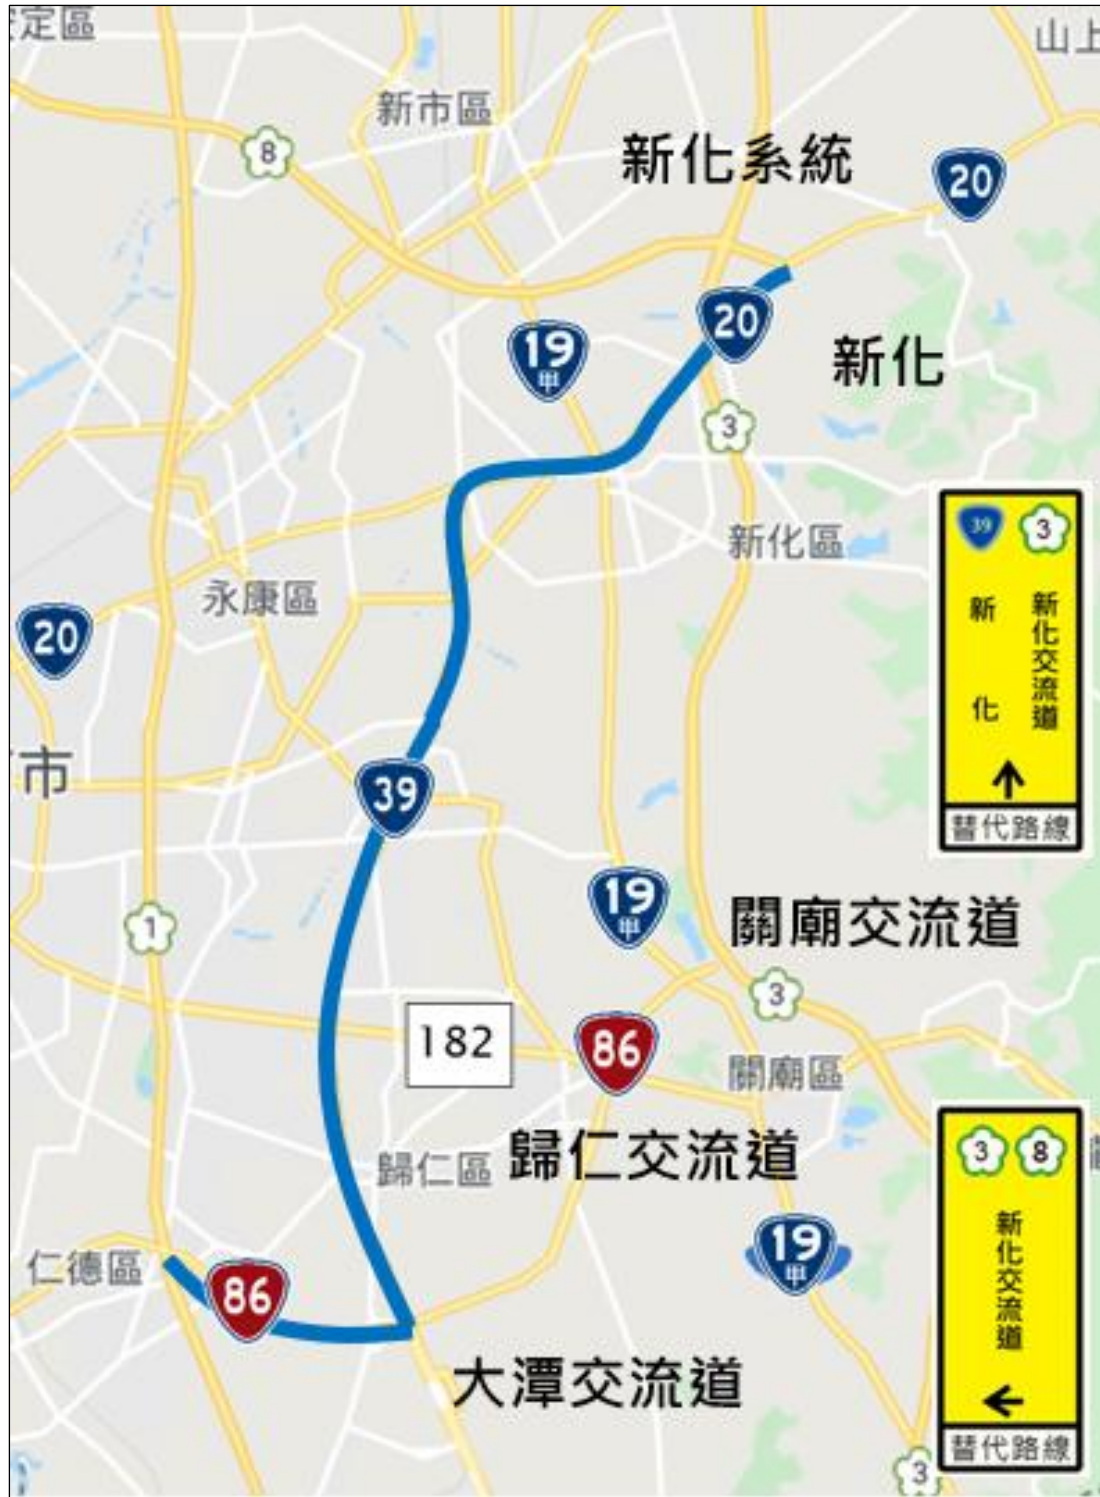 定區
山上
新市區
8
新化系統
20
20
19
甲
新化
3
新化區
永康區
20
市
39
39 3
新化
新化交流道
替代路線
19
甲
1
關廟交流道
3
182
86
關廟區
歸仁區
歸仁交流道
3 8
新化交流道
替代路線
19
甲
仁德區
86
大潭交流道
3